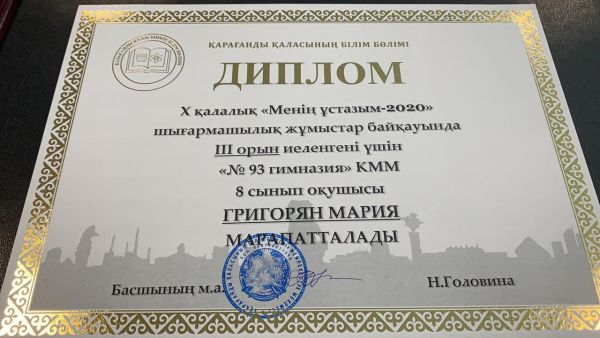 ҚАРАҒАНДЫ ҚАЛАСЫНЫҢ БІЛІМ БӨЛІМІ
ДИПЛОМ
X қалалық «Менің ұстазым-2020»
шығармашылық жұмыстар байқауында
III орын иеленгені үшін
«№ 93 гимназия» КММ
8 сынып оқушысы
ГРИГОРЯН МАРИЯ
МАРАПАТТАЛАДЫ
Басшының м.а.
Н.Головина